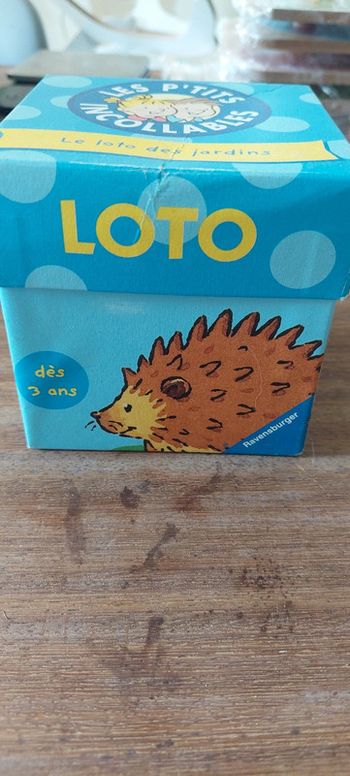 LES P'TITS
INCOLLABLES
Le loto des jardins
LOTO
dès
3 ans
Ravensburger